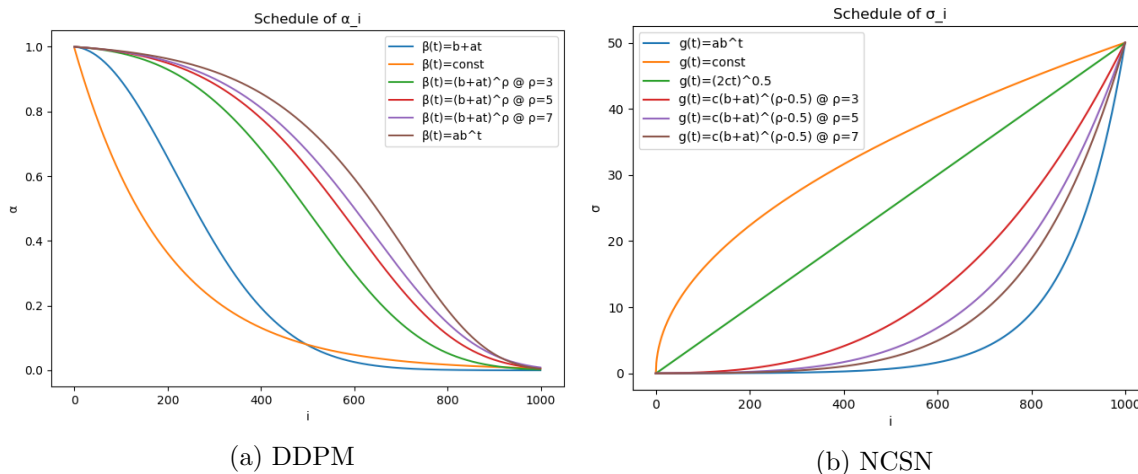 Schedule of α_i
α
1.0
0.8
0.6
0.4
0.2
0.0
β(t)=b+at
β(t)=const
β(t)=(b+at)^ρ @ ρ=3
β(t)=(b+at)^ρ @ ρ=5
β(t)=(b+at)^ρ @ ρ=7
β(t)=ab^t
0 200 400 600 800 1000
i
(a) DDPM
Schedule of σ_i
σ
50
40
30
20
10
0
g(t)=ab^t
g(t)=const
g(t)=(2ct)^0.5
g(t)=c(b+at)^(ρ-0.5) @ ρ=3
g(t)=c(b+at)^(ρ-0.5) @ ρ=5
g(t)=c(b+at)^(ρ-0.5) @ ρ=7
0 200 400 600 800 1000
i
(b) NCSN